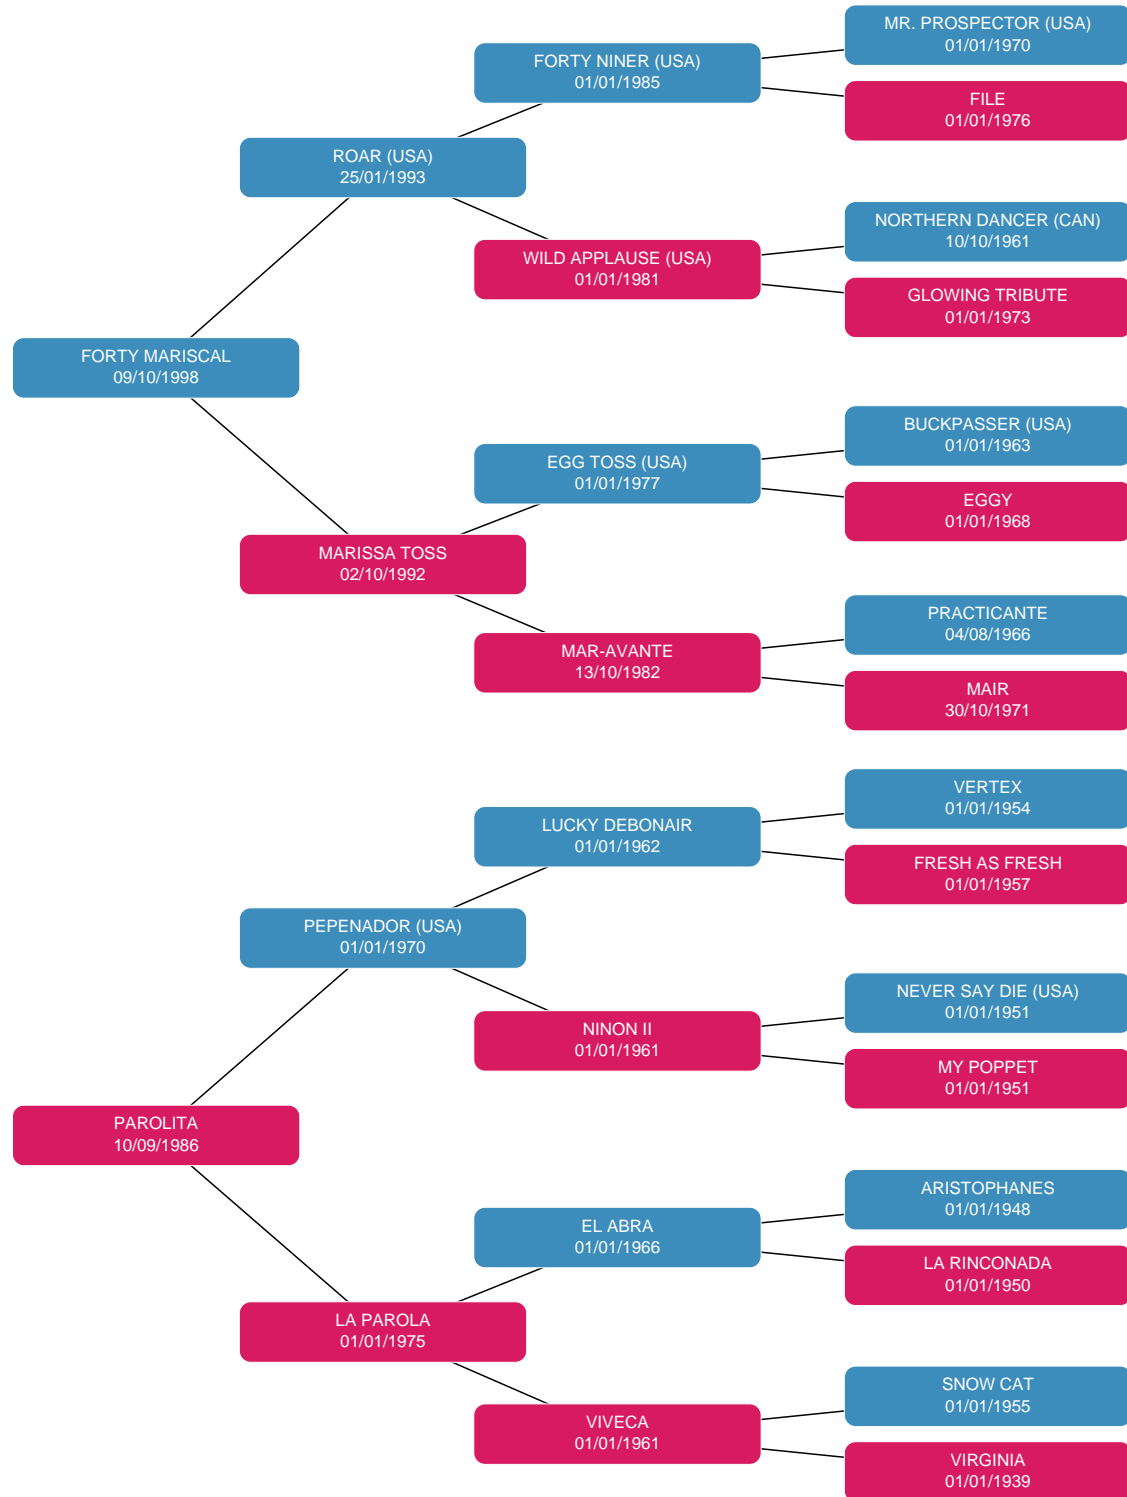 MR. PROSPECTOR (USA)
01/01/1970
FORTY NINER (USA)
01/01/1985
FILE
01/01/1976
ROAR (USA)
25/01/1993
NORTHERN DANCER (CAN)
10/10/1961
WILD APPLAUSE (USA)
01/01/1981
GLOWING TRIBUTE
01/01/1973
FORTY MARISCAL
09/10/1998
BUCKPASSER (USA)
01/01/1963
EGG TOSS (USA)
01/01/1977
EGGY
01/01/1968
MARISSA TOSS
02/10/1992
PRACTICANTE
04/08/1966
MAR-AVANTE
13/10/1982
MAIR
30/10/1971
VERTEX
01/01/1954
LUCKY DEBONAIR
01/01/1962
FRESH AS FRESH
01/01/1957
PEPENADOR (USA)
01/01/1970
NEVER SAY DIE (USA)
01/01/1951
NINON II
01/01/1961
MY POPPET
01/01/1951
PAROLITA
10/09/1986
ARISTOPHANES
01/01/1948
EL ABRA
01/01/1966
LA RINCONADA
01/01/1950
LA PAROLA
01/01/1975
SNOW CAT
01/01/1955
VIVECA
01/01/1961
VIRGINIA
01/01/1939